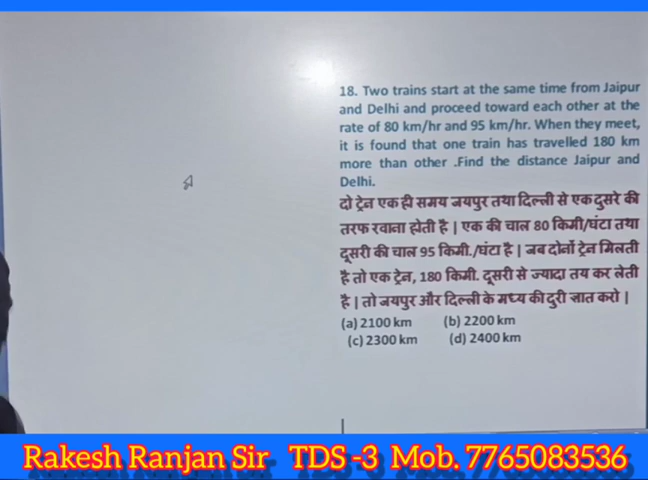 18. Two trains start at the same time from Jaipur
and Delhi and proceed toward each other at the
rate of 80 km/hr and 95 km/hr. When they meet,
it is found that one train has travelled 180 km
more than other .Find the distance Jaipur and
Delhi.
दो ट्रेन एक ही समय जयपुर तथा दिल्ली से एक दुसरे की
तरफ रवाना होती है | एक की चाल 80 किमी/घंटा तथा
दूसरी की चाल 95 किमी./घंटा है | जब दोनों ट्रेन मिलती
है तो एक ट्रेन, 180 किमी. दूसरी से ज्यादा तय कर लेती
है | तो जयपुर और दिल्ली के मध्य की दुरी ज्ञात करो |
(a) 2100 km (b) 2200 km
(c) 2300 km (d) 2400 km
Rakesh Ranjan Sir TDS -3 Mob. 7765083536